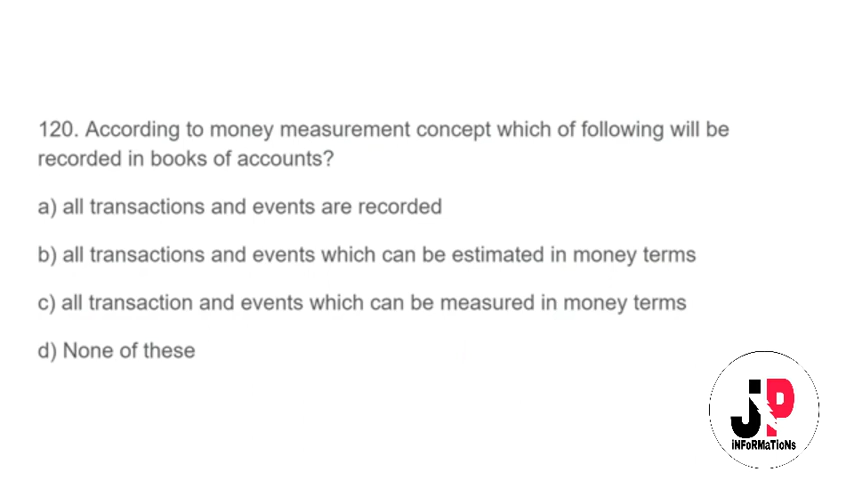 120. According to money measurement concept which of following will be
recorded in books of accounts?
a) all transactions and events are recorded
b) all transactions and events which can be estimated in money terms
c) all transaction and events which can be measured in money terms
d) None of these
JP
iNFoRMaTioNs